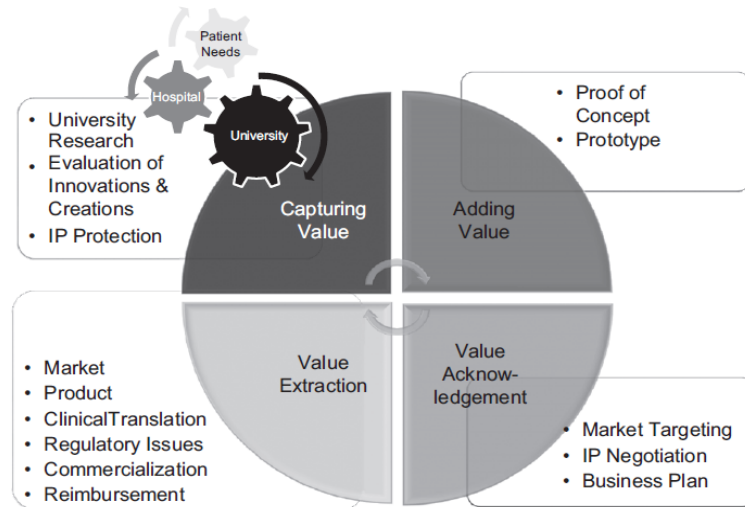 Patient
Needs
Hospital
University
• University
Research
• Evaluation of
Innovations &
Creations
• IP Protection
Capturing
Value
• Proof of
Concept
• Prototype
Adding
Value
• Market
• Product
• ClinicalTranslation
• Regulatory Issues
• Commercialization
• Reimbursement
Value
Extraction
Value
Acknow-
ledgement
• Market Targeting
• IP Negotiation
• Business Plan